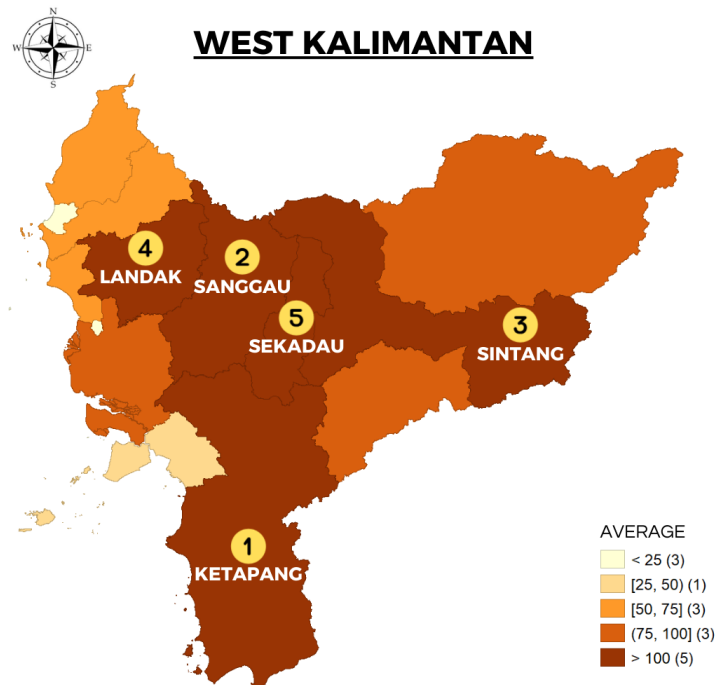 N
W
E
S
WEST KALIMANTAN
4
LANDAK
2
SANGGAU
5
SEKADAU
3
SINTANG
1
KETAPANG
AVERAGE
< 25 (3)
[25, 50) (1)
[50, 75] (3)
(75, 100] (3)
> 100 (5)